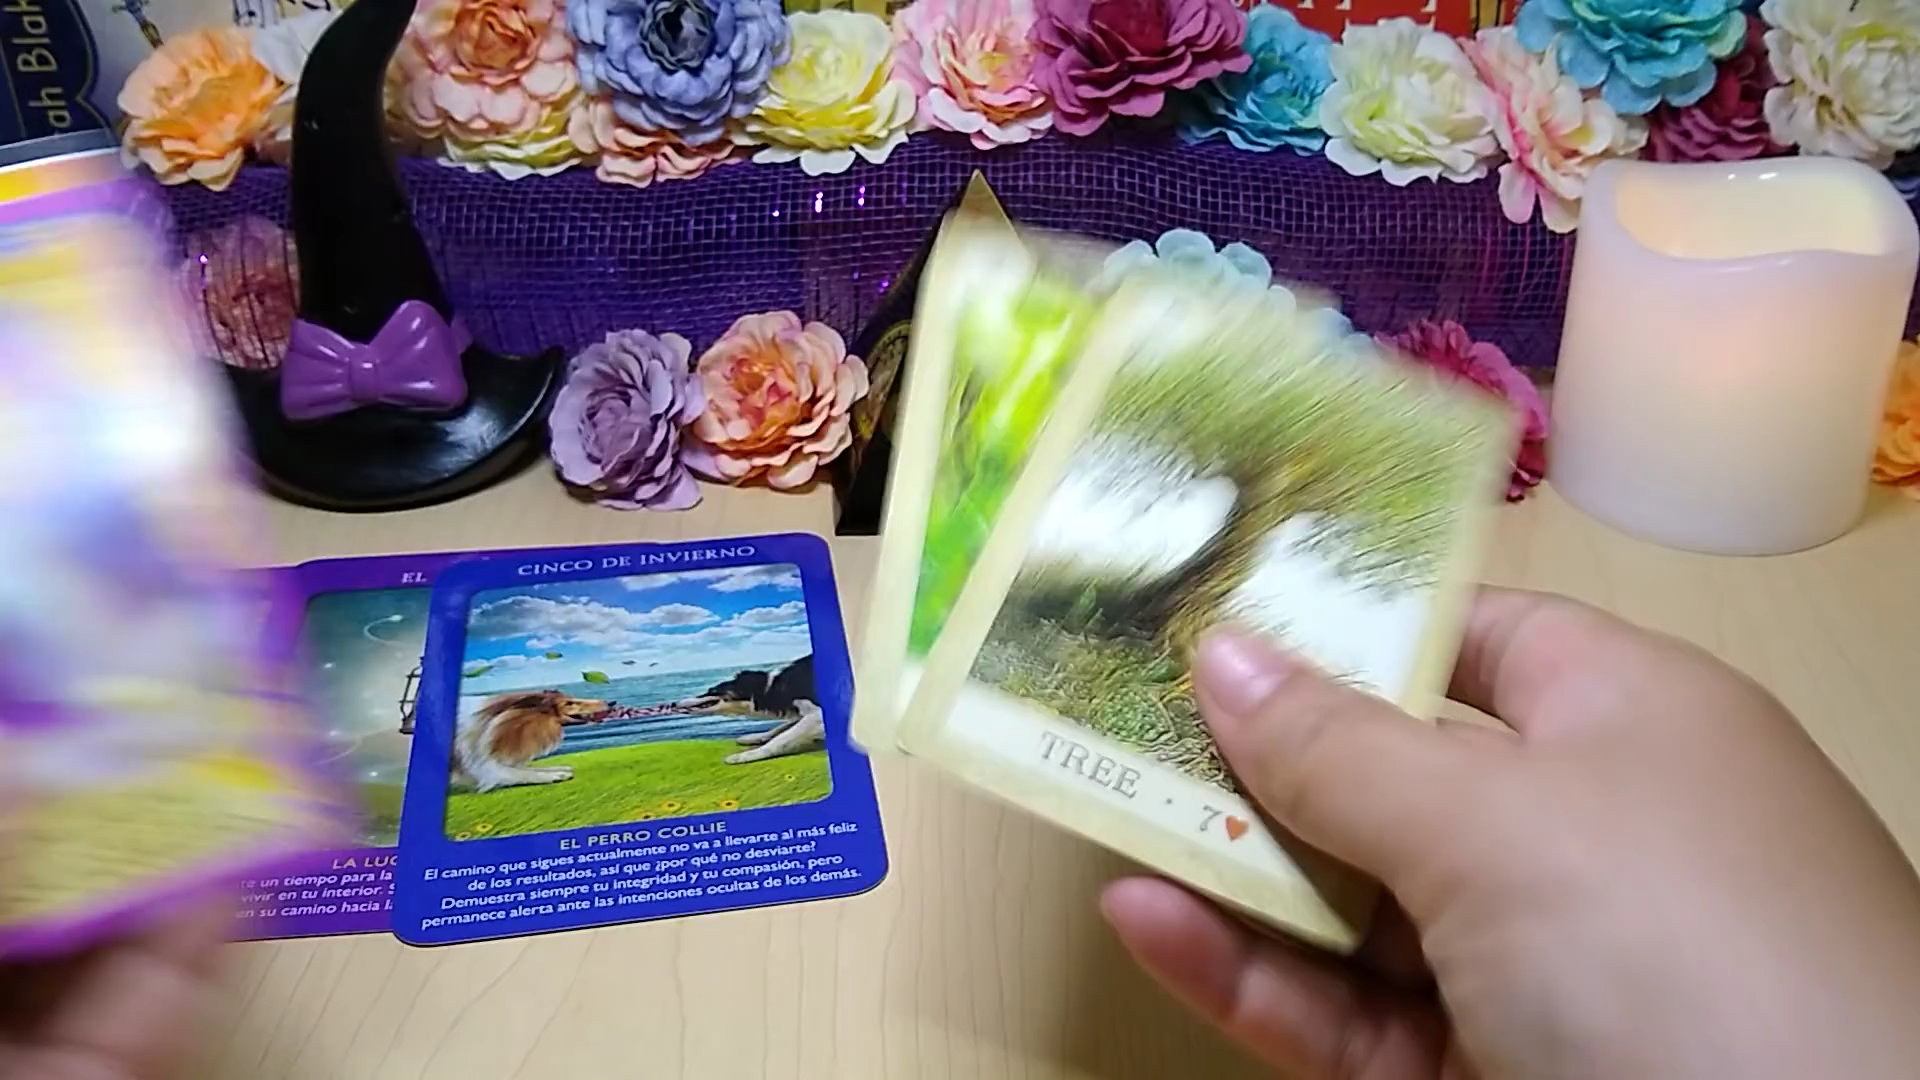 ah Blak
EL
CINCO DE INVIERNO
TREE · 7♥
LA LUC
te un tiempo para la
vivir en tu interior. S
en su camino hacia l
EL PERRO COLLIE
El camino que sigues actualmente no va a llevarte al más feliz
de los resultados, así que ¿por qué no desviarte?
Demuestra siempre tu integridad y tu compasión, pero
permanece alerta ante las intenciones ocultas de los demás.